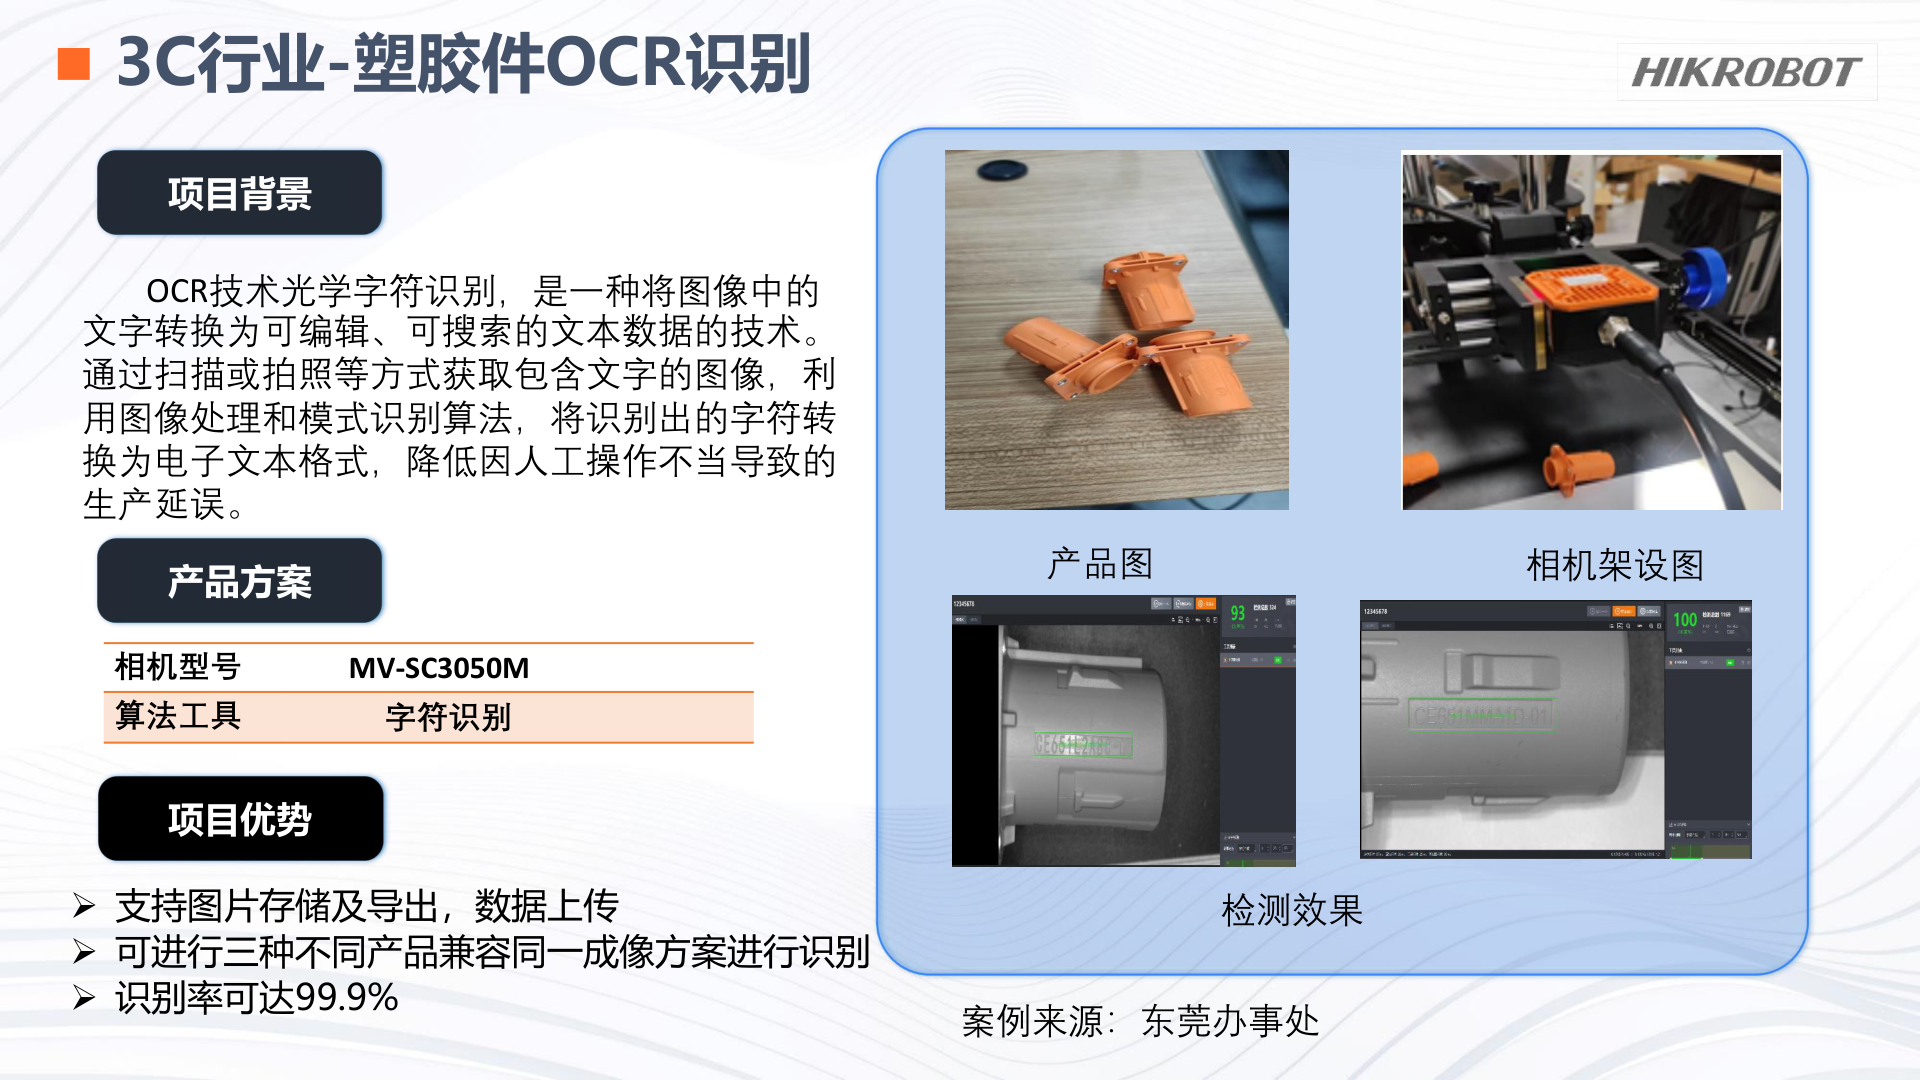 3C行业-塑胶件OCR识别
HIKROBOT
项目背景
OCR技术光学字符识别，是一种将图像中的
文字转换为可编辑、可搜索的文本数据的技术。
通过扫描或拍照等方式获取包含文字的图像，利
用图像处理和模式识别算法，将识别出的字符转
换为电子文本格式，降低因人工操作不当导致的
生产延误。
产品方案
相机型号 MV-SC3050M
算法工具 字符识别
项目优势
支持图片存储及导出，数据上传
可进行三种不同产品兼容同一成像方案进行识别
识别率可达99.9%
产品图
相机架设图
12345678
93
12345678
100
检测效果
案例来源：东莞办事处